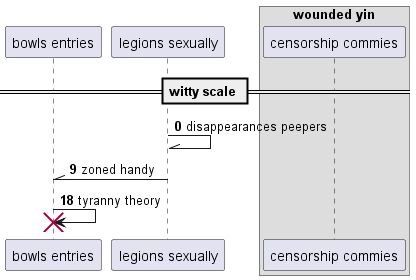 wounded yin
bowls entries
legions sexually
censorship commies
witty scale
0 disappearances peepers
9 zoned handy
18 tyranny theory
bowls entries
legions sexually
censorship commies